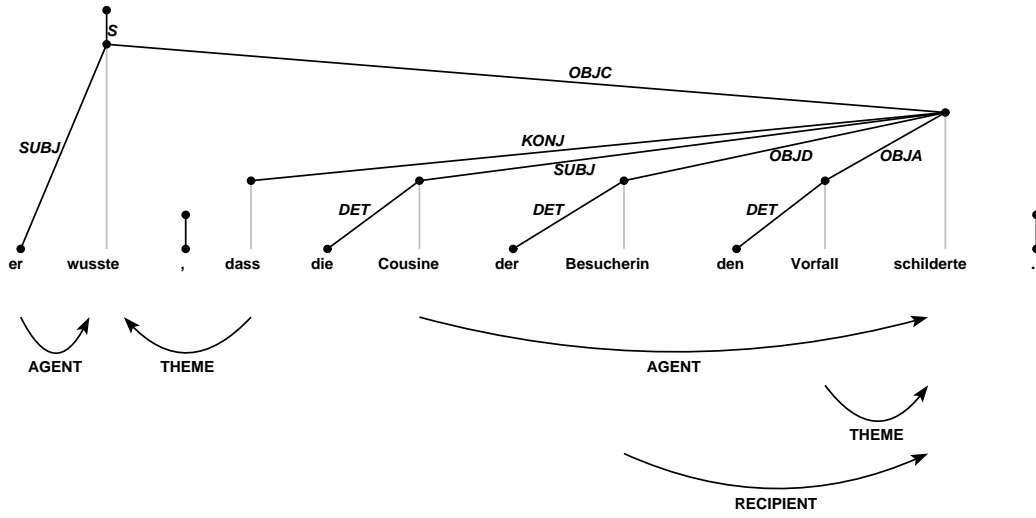 S
OBJC
SUBJ
KONJ
SUBJ
OBJD
OBJA
DET
DET
DET
er wusste , dass die Cousine der Besucherin den Vorfall schilderte .
AGENT THEME AGENT
THEME
RECIPIENT